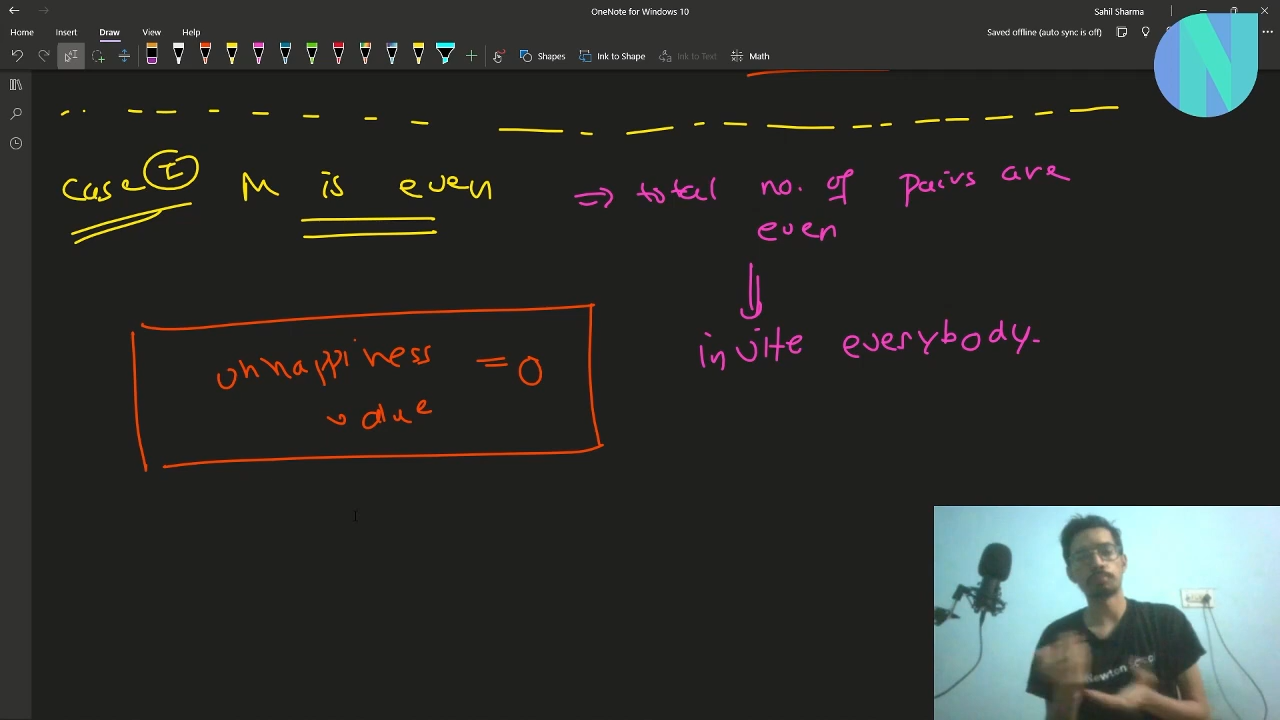 OneNote for Windows 10
Sahil Sharma
Home Insert Draw View Help
Saved offline (auto sync is off)
Shapes Ink to Shape Ink to Text Math
Case I M is even ⇒ total no. of pairs are
even
invite everybody.
unhappiness = 0
value
Newton